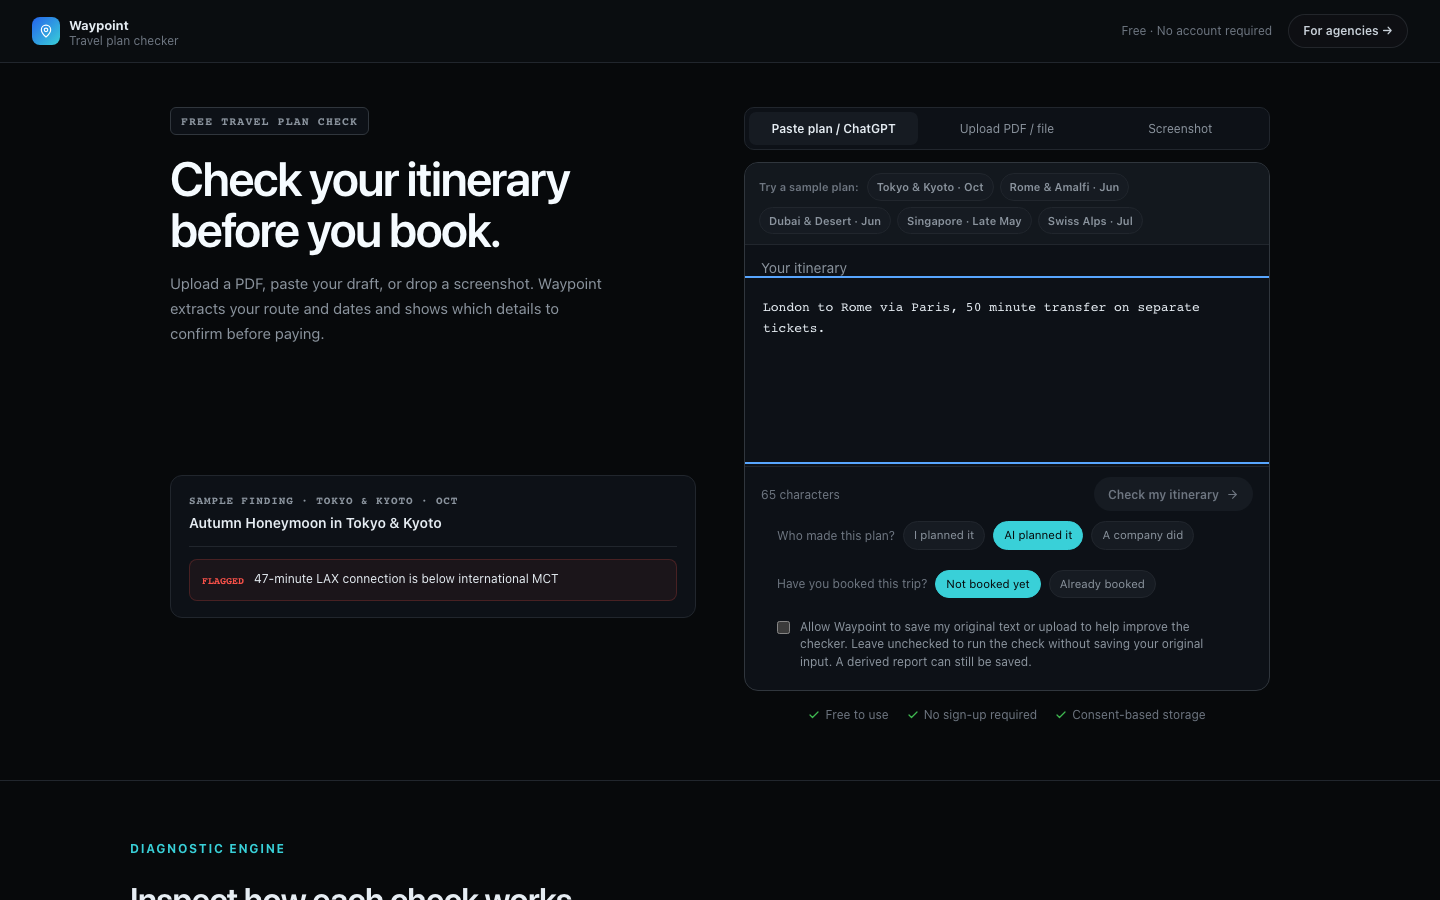 Waypoint
Travel plan checker
Free · No account required
For agencies →
FREE TRAVEL PLAN CHECK
Check your itinerary
before you book.
Upload a PDF, paste your draft, or drop a screenshot. Waypoint
extracts your route and dates and shows which details to
confirm before paying.
SAMPLE FINDING · TOKYO & KYOTO · OCT
Autumn Honeymoon in Tokyo & Kyoto
FLAGGED 47-minute LAX connection is below international MCT
Paste plan / ChatGPT
Upload PDF / file
Screenshot
Try a sample plan: Tokyo & Kyoto · Oct Rome & Amalfi · Jun
Dubai & Desert · Jun Singapore · Late May Swiss Alps · Jul
Your itinerary
London to Rome via Paris, 50 minute transfer on separate
tickets.
65 characters
Check my itinerary →
Who made this plan? I planned it AI planned it A company did
Have you booked this trip? Not booked yet Already booked
Allow Waypoint to save my original text or upload to help improve the
checker. Leave unchecked to run the check without saving your original
input. A derived report can still be saved.
✓ Free to use ✓ No sign-up required ✓ Consent-based storage
DIAGNOSTIC ENGINE
Inspect how each check works